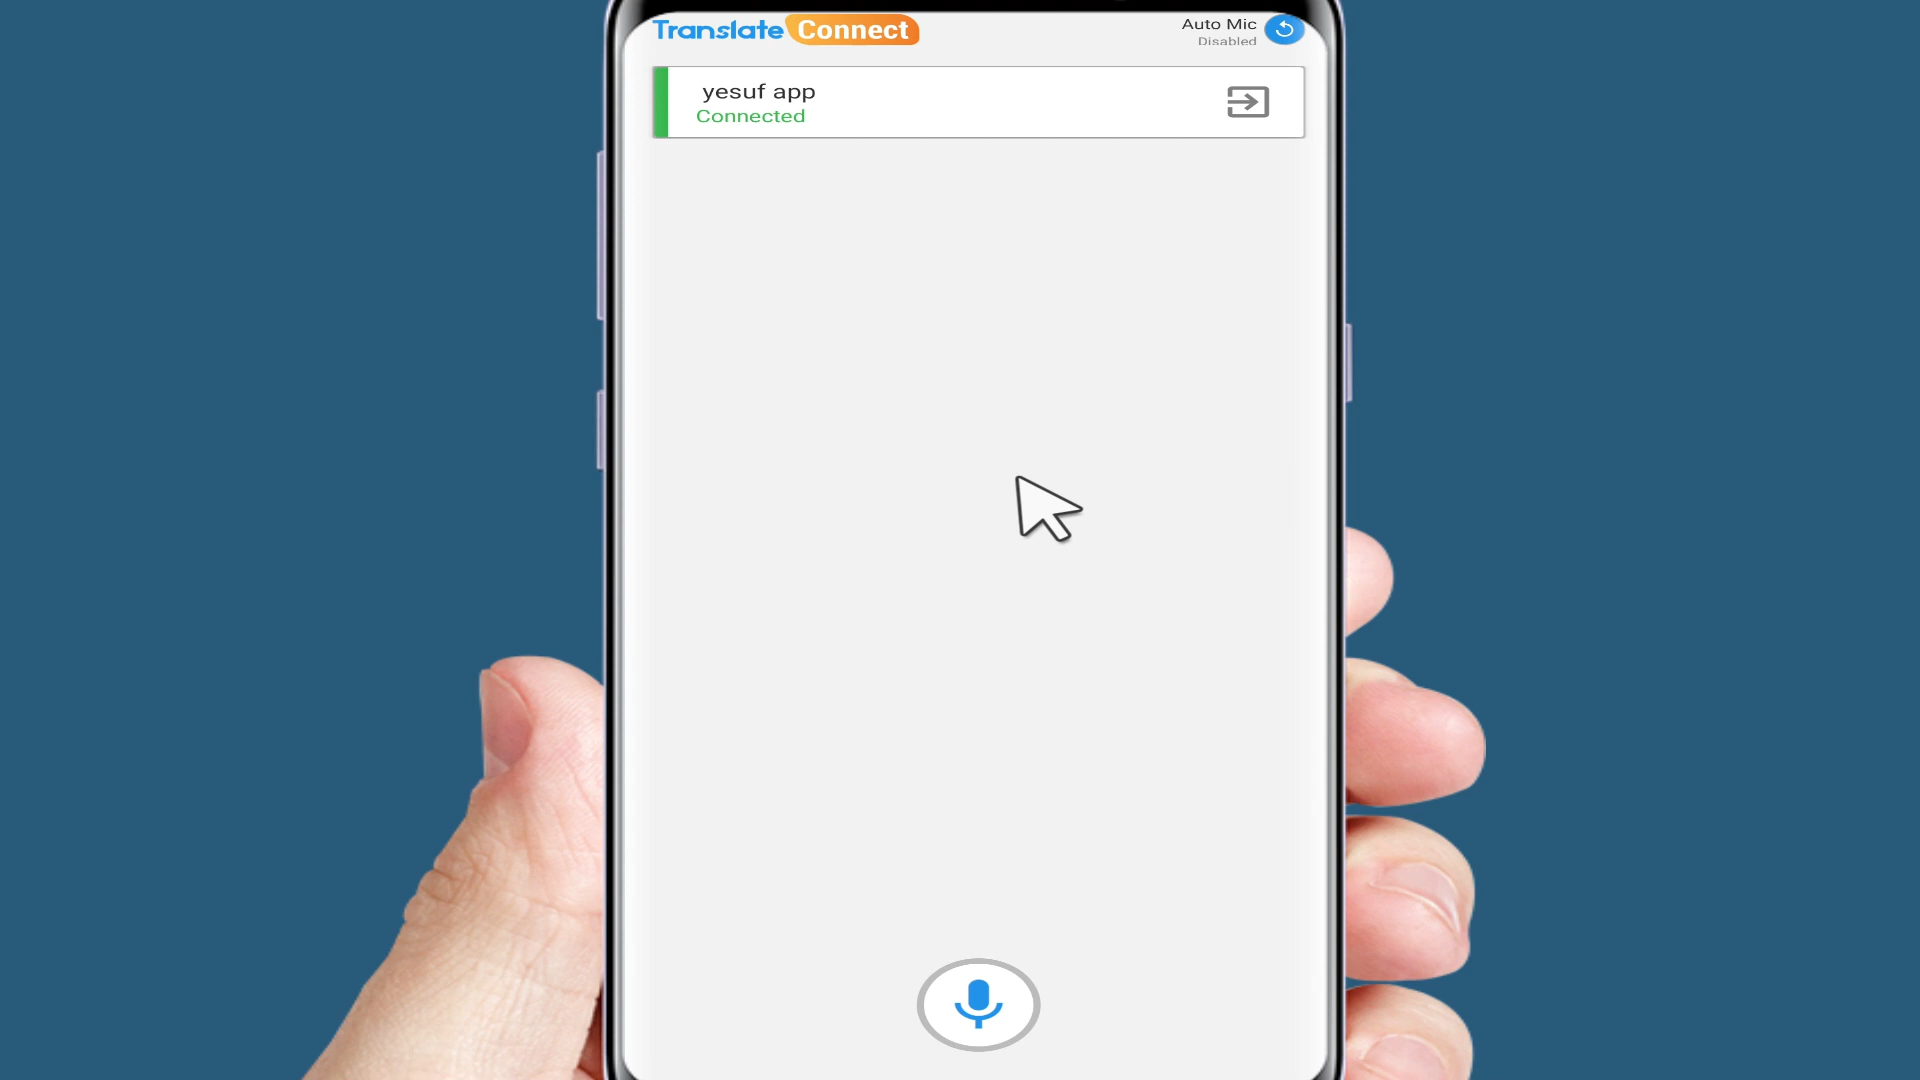 Translate Connect
Auto Mic
Disabled
yesuf app
Connected